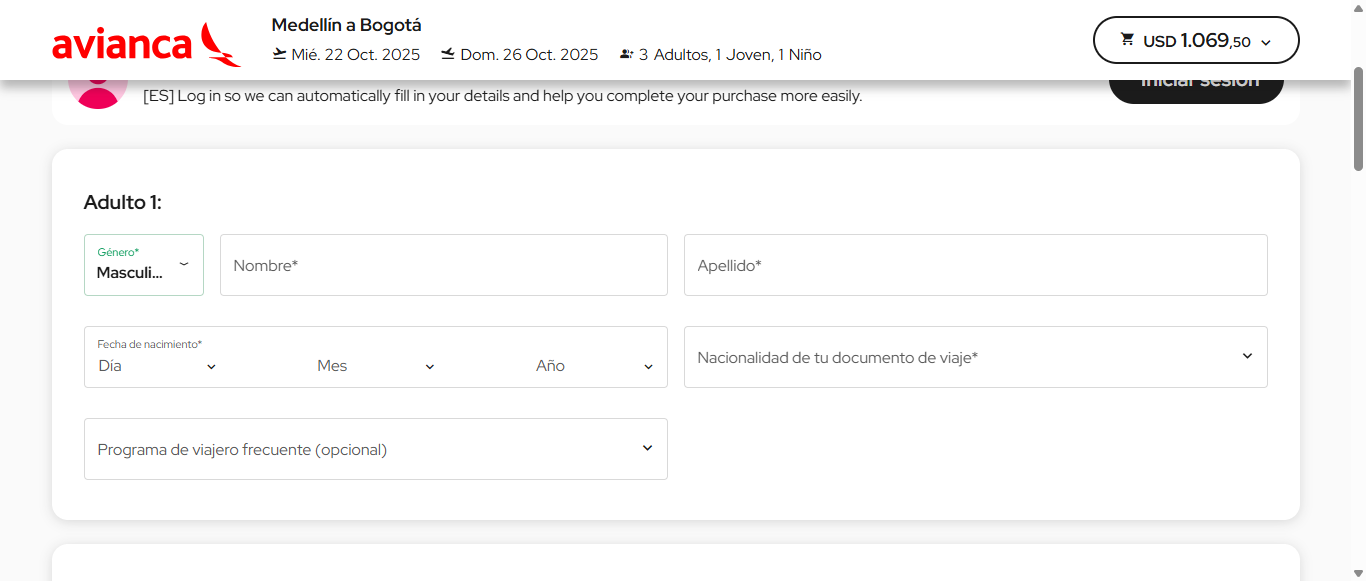 avianca
Medellín a Bogotá
Mié. 22 Oct. 2025 Dom. 26 Oct. 2025 3 Adultos, 1 Joven, 1 Niño
USD 1.069,50
[ES] Log in so we can automatically fill in your details and help you complete your purchase more easily.
Iniciar sesión
Adulto 1:
Género*
Masculi...
Nombre*
Apellido*
Fecha de nacimiento*
Día Mes Año
Nacionalidad de tu documento de viaje*
Programa de viajero frecuente (opcional)